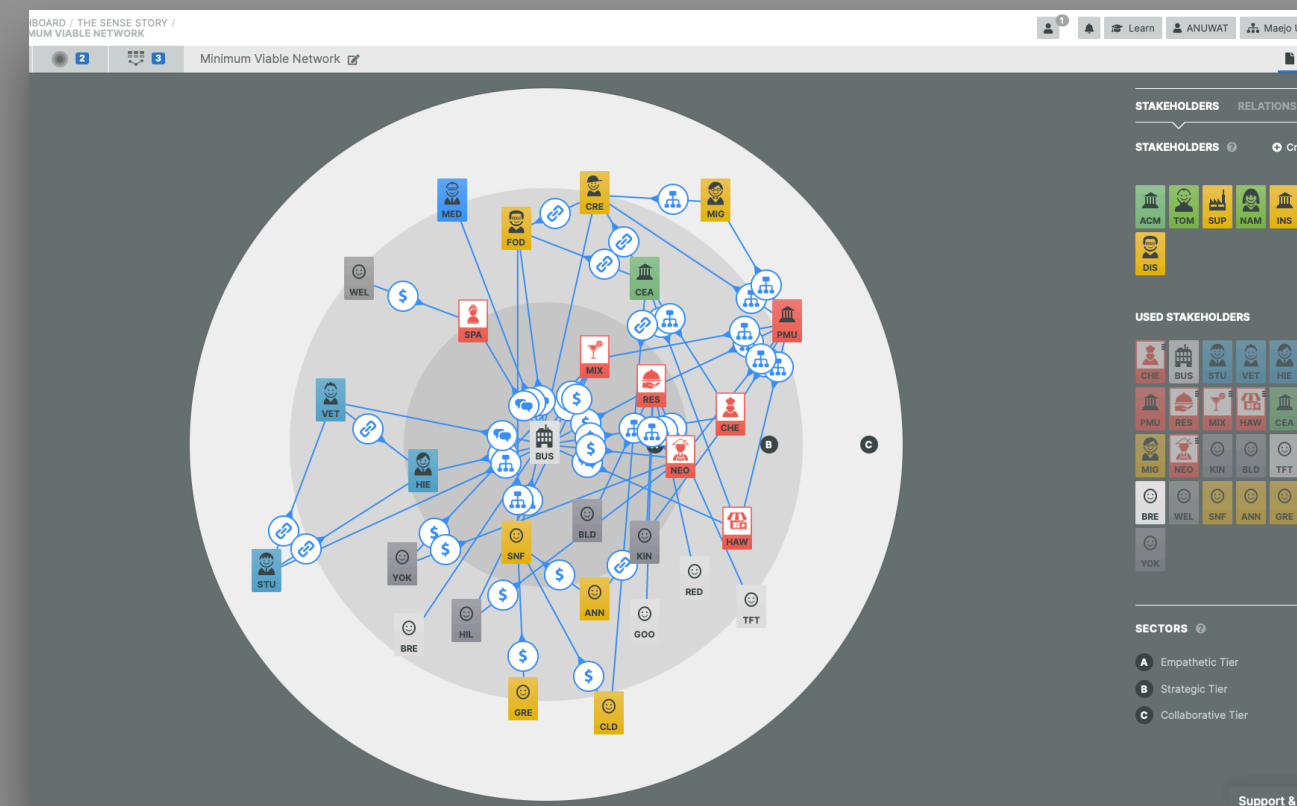 HBOARD / THE SENSE STORY /
MUM VIABLE NETWORK
1
Learn
ANUWAT
Maejo U
2
3
Minimum Viable Network
STAKEHOLDERS
RELATIONS
STAKEHOLDERS
Cr
ACM
TOM
SUP
NAM
INS
DIS
USED STAKEHOLDERS
CHE
BUS
STU
VET
HIE
PMU
RES
MIX
HAW
CEA
MIG
NEO
KIN
BLD
TFT
BRE
WEL
SNF
ANN
GRE
YOK
SECTORS
A Empathetic Tier
B Strategic Tier
C Collaborative Tier
Support &
MED
FOD
CRE
MIG
WEL
CEA
SPA
PMU
MIX
RES
VET
CHE
BUS
B
C
NEO
HIE
BLD
SNF
KIN
HAW
YOK
STU
RED
ANN
TFT
HIL
GOO
BRE
GRE
CLD